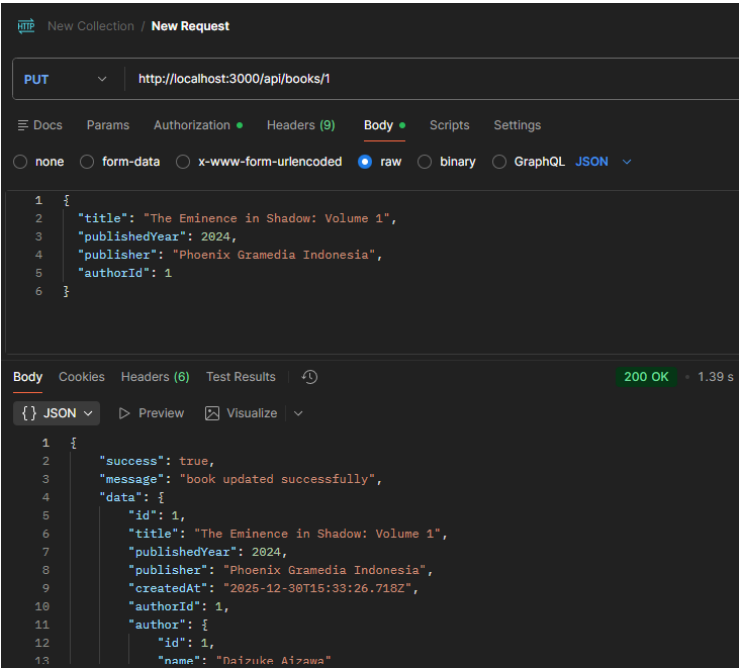 HTTP New Collection / New Request
PUT http://localhost:3000/api/books/1
Docs Params Authorization Headers (9) Body Scripts Settings
none form-data x-www-form-urlencoded raw binary GraphQL JSON
1 {
2 "title": "The Eminence in Shadow: Volume 1",
3 "publishedYear": 2024,
4 "publisher": "Phoenix Gramedia Indonesia",
5 "authorId": 1
6 }
Body Cookies Headers (6) Test Results 200 OK • 1.39 s
{} JSON Preview Visualize
1 {
2 "success": true,
3 "message": "book updated successfully",
4 "data": {
5 "id": 1,
6 "title": "The Eminence in Shadow: Volume 1",
7 "publishedYear": 2024,
8 "publisher": "Phoenix Gramedia Indonesia",
9 "createdAt": "2025-12-30T15:33:26.718Z",
10 "authorId": 1,
11 "author": {
12 "id": 1,
13 "name": "Daizuke Aizawa"